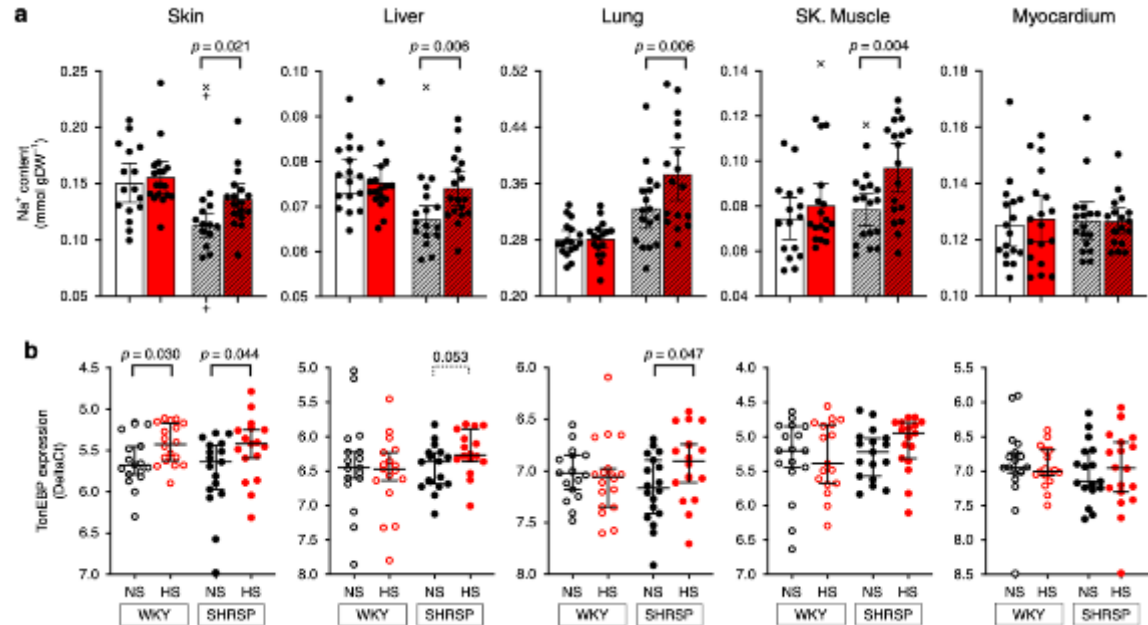 a
Skin Liver Lung SK. Muscle Myocardium
p = 0.021 p = 0.006 p = 0.006 p = 0.004
Na⁺ content
(mmol gDW⁻¹)
0.25 0.10 0.52 0.14 0.18
0.20 0.09 0.44 0.12 0.16
0.15 0.08 0.36 0.10 0.14
0.07 0.08
0.10 0.06 0.28 0.06 0.12
0.05 0.05 0.20 0.04 0.10
b
p = 0.030 p = 0.044 0.053 p = 0.047
TonEBP expression
(DeltaCt)
4.5 5.0 6.0 4.0 5.5
5.0 5.5 6.5 4.5 6.0
5.5 6.0 7.0 5.0 6.5
6.0 6.5 7.5 5.5 7.0
6.5 7.0 8.0 6.0 7.5
7.0 7.5 6.5 8.0
8.0 7.0 8.5
NS HS NS HS NS HS NS HS NS HS NS HS NS HS NS HS NS HS NS HS
WKY SHRSP WKY SHRSP WKY SHRSP WKY SHRSP WKY SHRSP